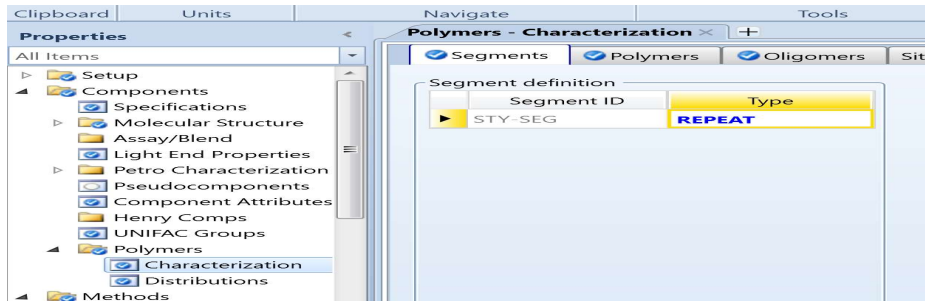 Clipboard Units Navigate Tools
Properties <
Polymers - Characterization × +
All Items
Segments Polymers Oligomers Sit
Setup
Components
Specifications
Molecular Structure
Assay/Blend
Light End Properties
Petro Characterization
Pseudocomponents
Component Attributes
Henry Comps
UNIFAC Groups
Polymers
Characterization
Distributions
Methods
Segment definition
Segment ID Type
STY-SEG REPEAT